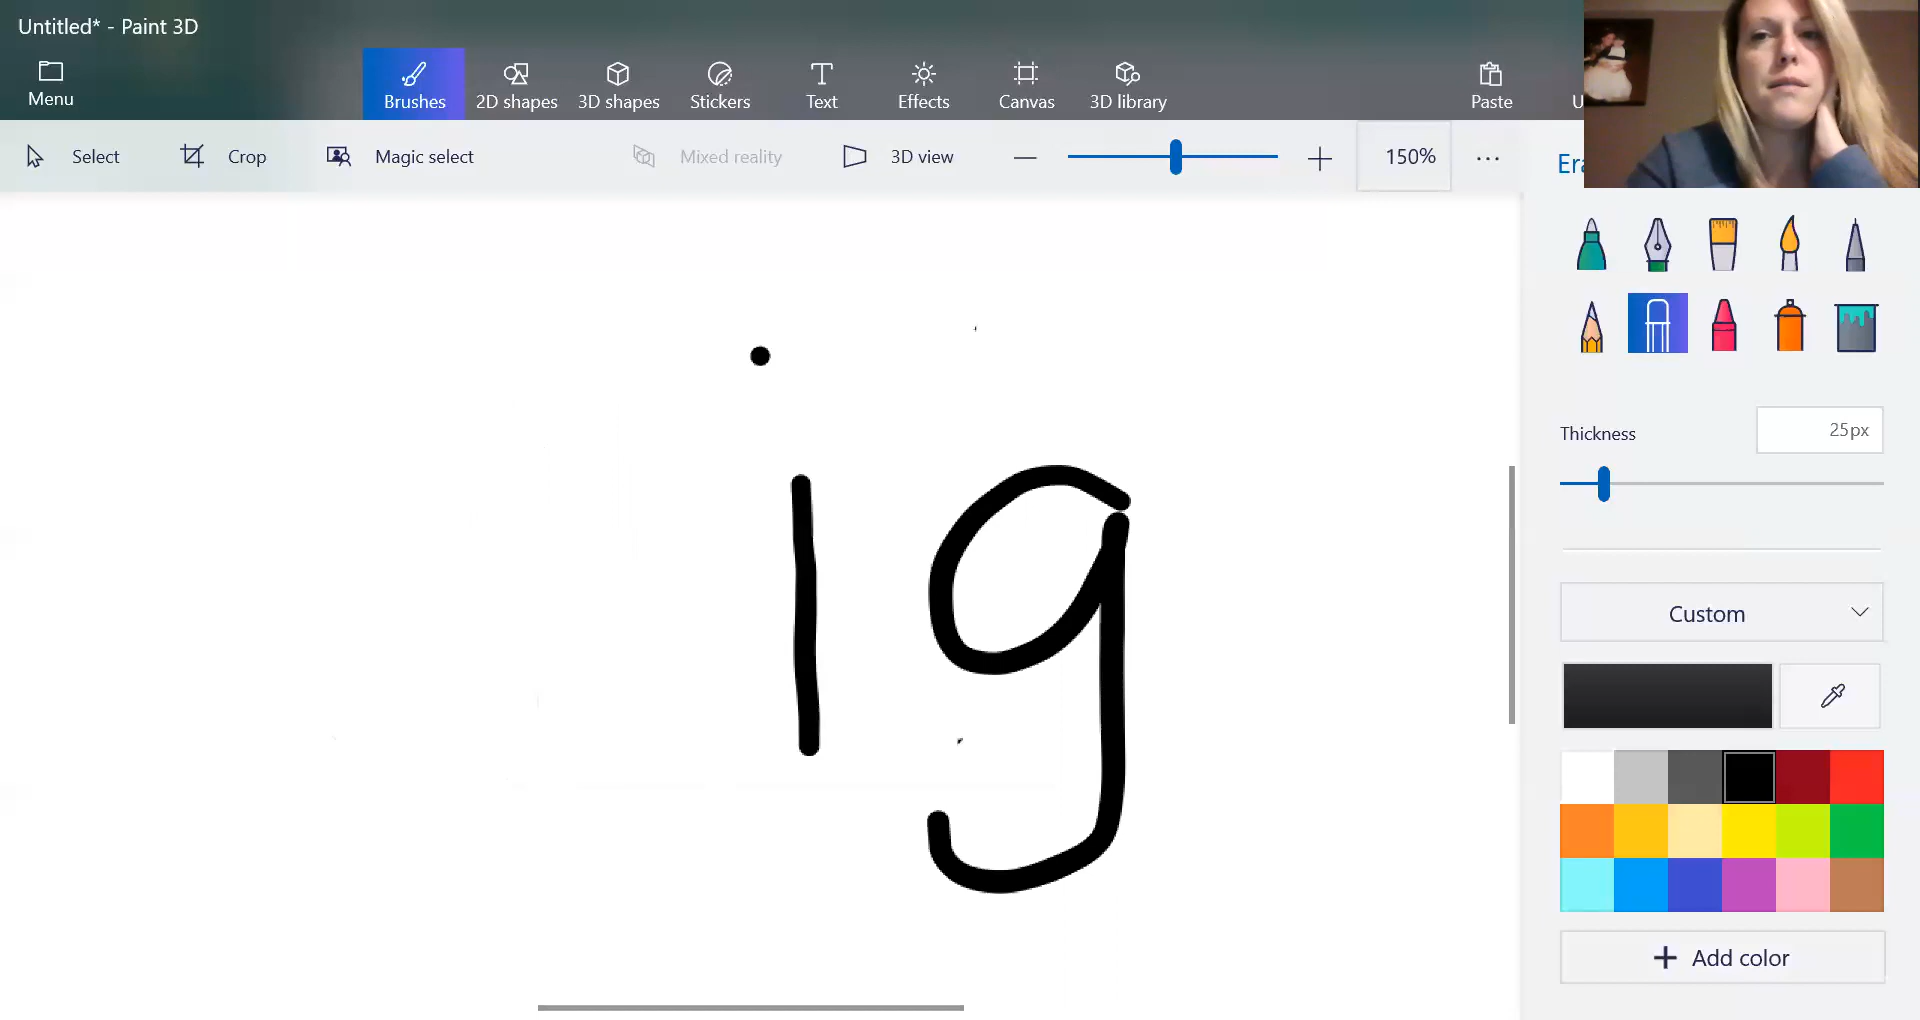 Untitled* - Paint 3D
Menu
Brushes
2D shapes
3D shapes
Stickers
Text
Effects
Canvas
3D library
Paste
U
Select
Crop
Magic select
Mixed reality
3D view
150%
Era
ig
Thickness
25px
Custom
Add color